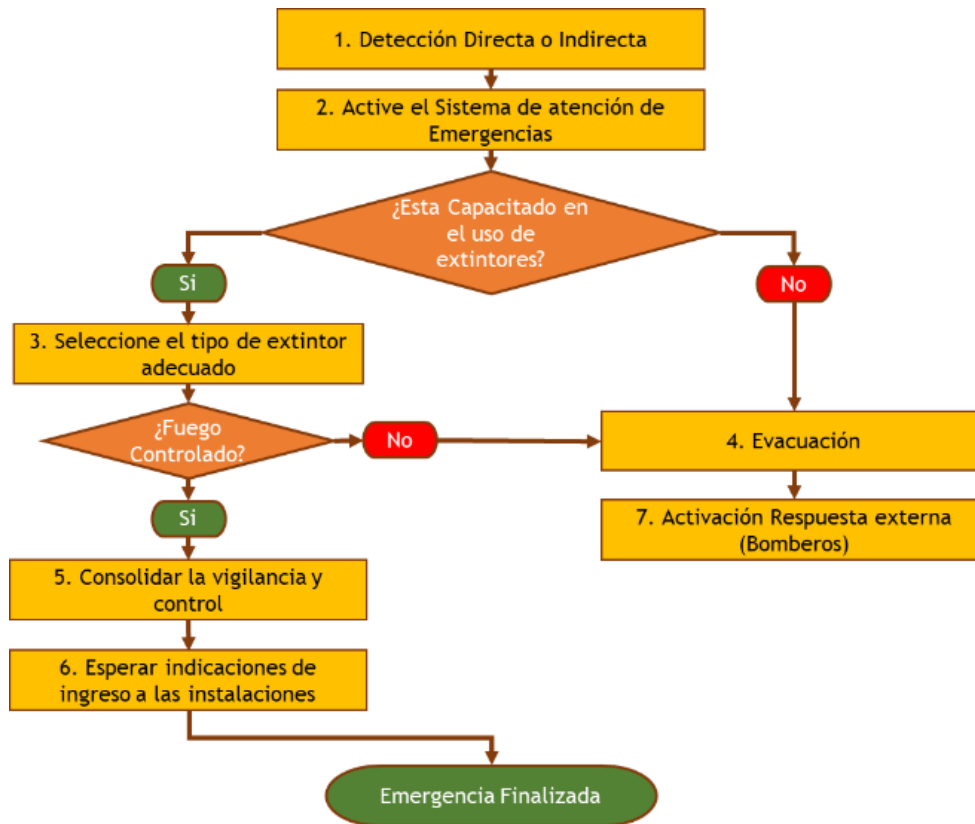 1. Detección Directa o Indirecta
2. Active el Sistema de atención de
Emergencias
¿Esta Capacitado en
el uso de
extintores?
Si
No
3. Seleccione el tipo de extintor
adecuado
¿Fuego
Controlado?
No
4. Evacuación
Si
7. Activación Respuesta externa
(Bomberos)
5. Consolidar la vigilancia y
control
6. Esperar indicaciones de
ingreso a las instalaciones
Emergencia Finalizada